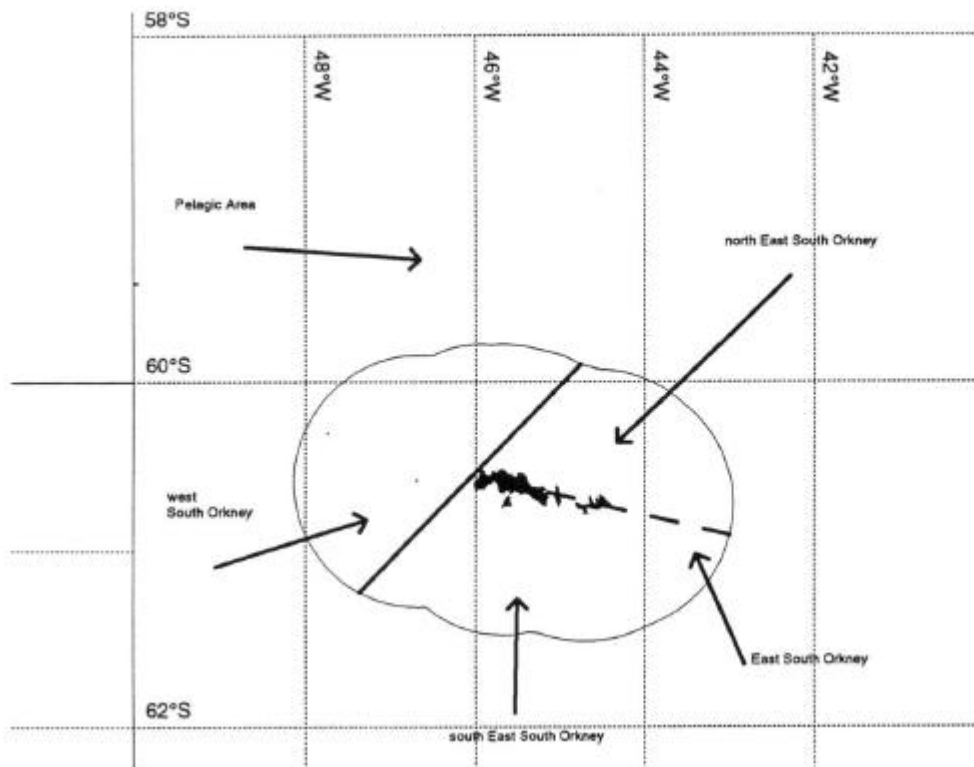 58°S
48°W
46°W
44°W
42°W
Pelagic Area
north East South Orkney
60°S
west
South Orkney
East South Orkney
62°S
south East South Orkney